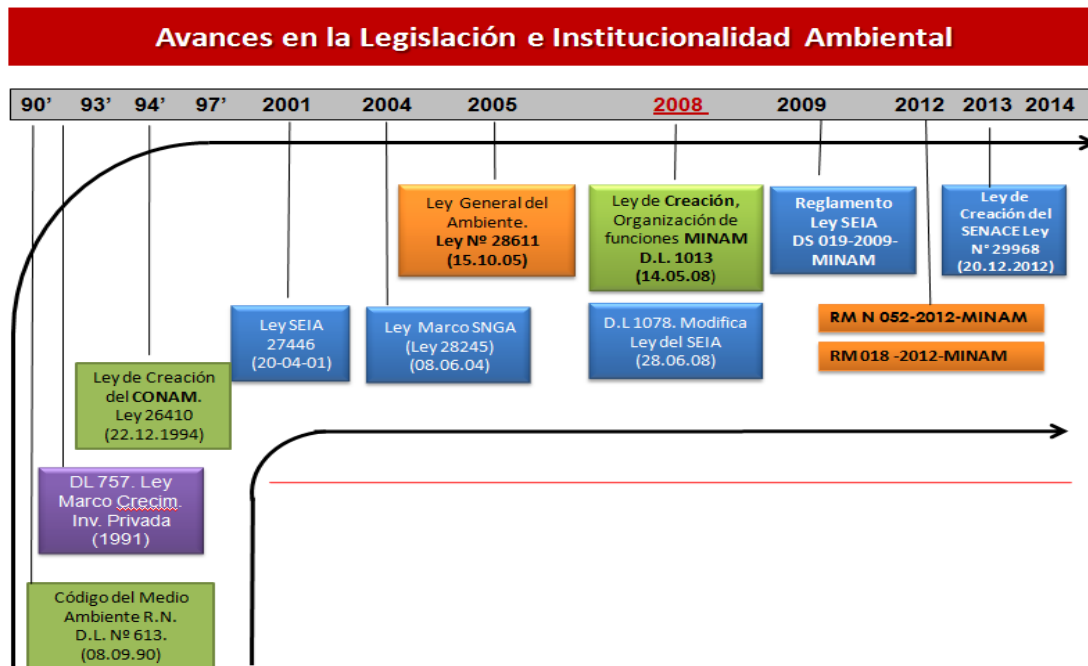 Avances en la Legislación e Institucionalidad Ambiental
90’ 93’ 94’ 97’ 2001 2004 2005 2008 2009 2012 2013 2014
Ley General del
Ambiente.
Ley Nº 28611
(15.10.05)
Ley de Creación,
Organización de
funciones MINAM
D.L. 1013
(14.05.08)
Reglamento
Ley SEIA
DS 019-2009-
MINAM
Ley de
Creación del
SENACE Ley
N° 29968
(20.12.2012)
Ley SEIA
27446
(20-04-01)
Ley Marco SNGA
(Ley 28245)
(08.06.04)
D.L 1078. Modifica
Ley del SEIA
(28.06.08)
RM N 052-2012-MINAM
RM 018 -2012-MINAM
Ley de Creación
del CONAM.
Ley 26410
(22.12.1994)
DL 757. Ley
Marco Crecim.
Inv. Privada
(1991)
Código del Medio
Ambiente R.N.
D.L. Nº 613.
(08.09.90)